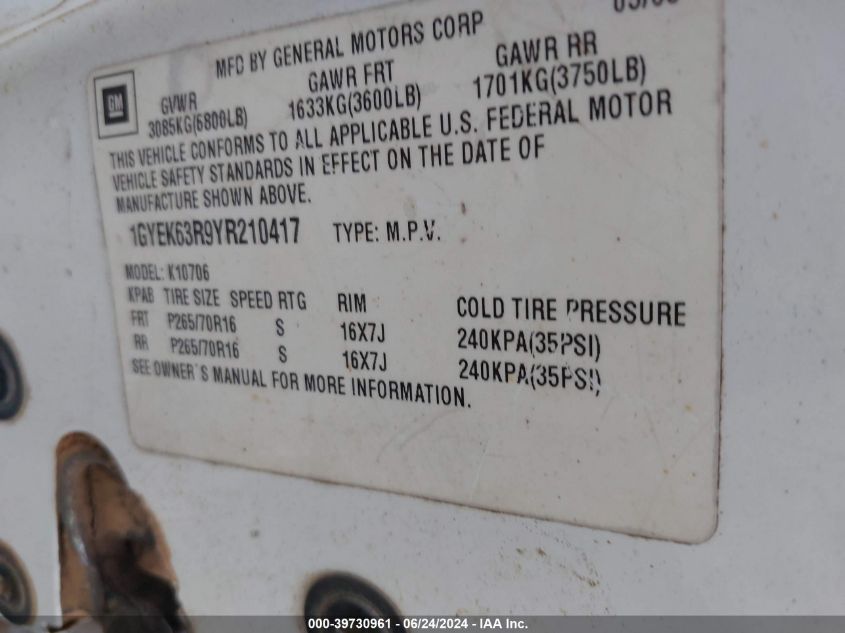 MFD BY GENERAL MOTORS CORP
GM
GVWR GAWR FRT GAWR RR
3085KG(6800LB) 1633KG(3600LB) 1701KG(3750LB)
THIS VEHICLE CONFORMS TO ALL APPLICABLE U.S. FEDERAL MOTOR
VEHICLE SAFETY STANDARDS IN EFFECT ON THE DATE OF
MANUFACTURE SHOWN ABOVE.
1GYEK63R9YR210417 TYPE: M.P.V.
MODEL: K10706
KPAB TIRE SIZE SPEED RTG RIM COLD TIRE PRESSURE
FRT P265/70R16 S 16X7J 240KPA(35PSI)
RR P265/70R16 S 16X7J 240KPA(35PSI)
SEE OWNER'S MANUAL FOR MORE INFORMATION.
000-39730961 - 06/24/2024 - IAA Inc.